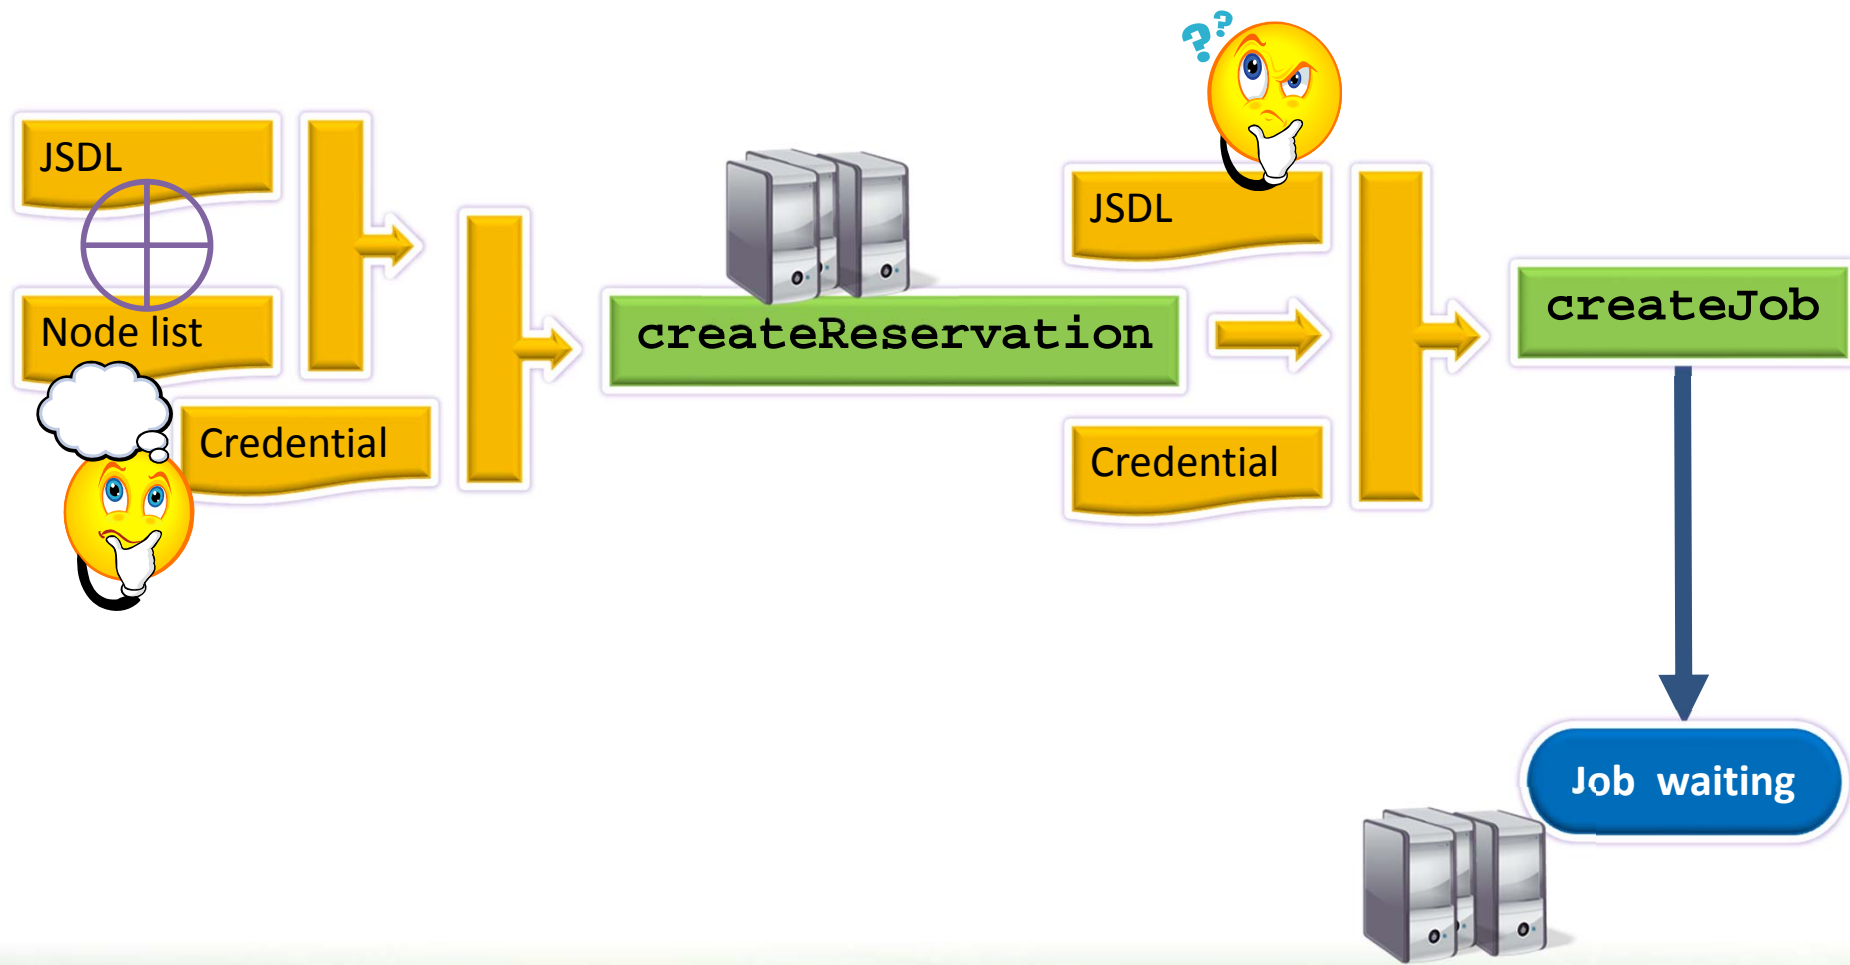 ??
JSDL
Node list
Credential
createReservation
JSDL
Credential
createJob
Job waiting